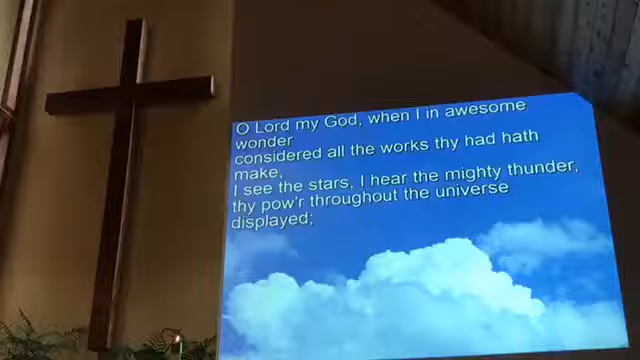 O Lord my God, when I in awesome
wonder
considered all the works thy had hath
make,
I see the stars, I hear the mighty thunder,
thy pow'r throughout the universe
displayed;